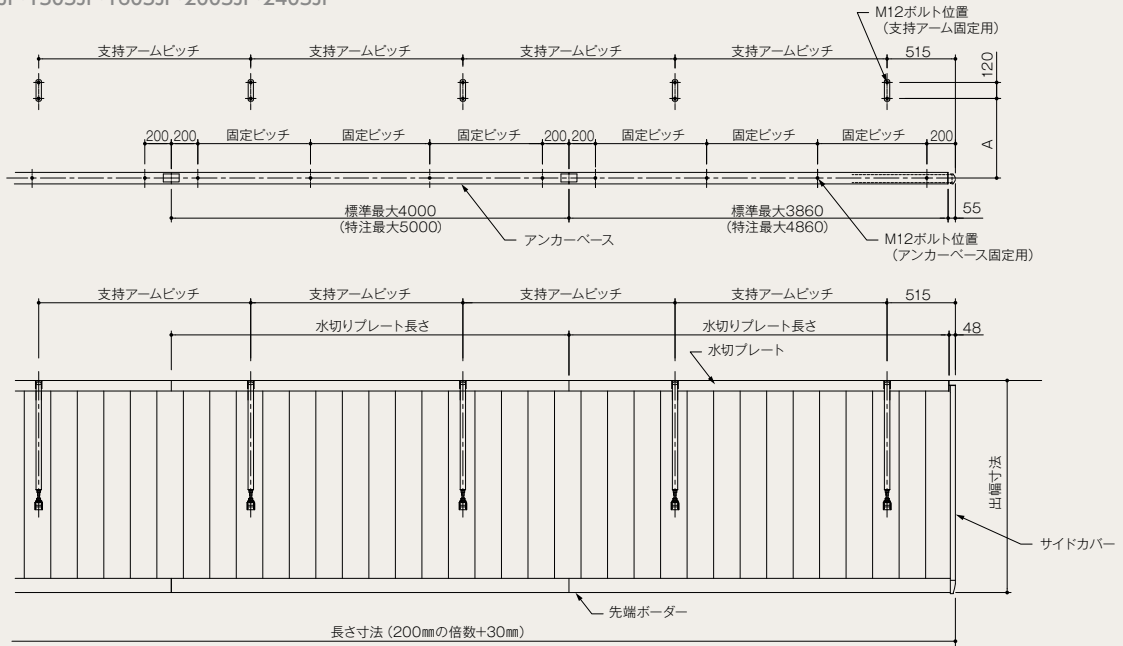 M12ボルト位置
（支持アーム固定用）
支持アームピッチ 支持アームピッチ 支持アームピッチ 支持アームピッチ 515
120
200 200 固定ピッチ 固定ピッチ 固定ピッチ 200 200 固定ピッチ 固定ピッチ 固定ピッチ 200
A
標準最大4000
（特注最大5000）
標準最大3860
（特注最大4860）
55
アンカーベース
M12ボルト位置
（アンカーベース固定用）
支持アームピッチ 支持アームピッチ 支持アームピッチ 支持アームピッチ 515
水切りプレート長さ 水切りプレート長さ 48
水切プレート
出幅寸法
サイドカバー
先端ボーダー
長さ寸法（200㎜の倍数+30㎜）